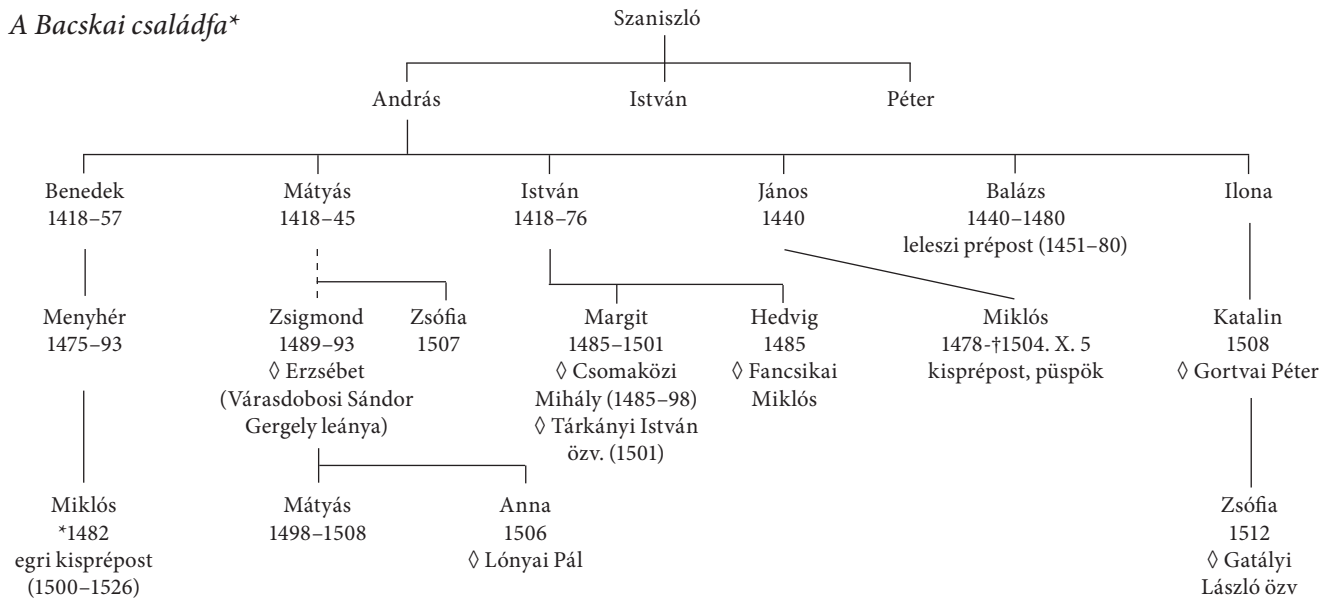 A Bacskai családfa*
Szaniszló
András
István
Péter
Benedek
1418–57
Mátyás
1418–45
István
1418–76
János
1440
Balázs
1440–1480
leleszi prépost (1451–80)
Ilona
Menyhér
1475–93
Zsigmond
1489–93
◊ Erzsébet
(Várasdobosi Sándor
Gergely leánya)
Zsófia
1507
Margit
1485–1501
◊ Csomaközi
Mihály (1485–98)
◊ Tárkányi István
özv. (1501)
Hedvig
1485
◊ Fancsikai
Miklós
Miklós
1478-†1504. X. 5
kisprépost, püspök
Katalin
1508
◊ Gortvai Péter
Miklós
*1482
egri kisprépost
(1500–1526)
Mátyás
1498–1508
Anna
1506
◊ Lónyai Pál
Zsófia
1512
◊ Gatályi
László özv